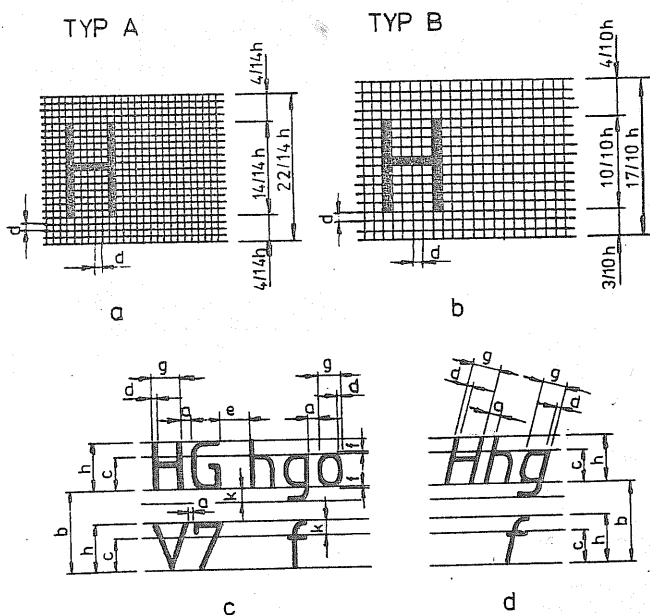 TYP A
TYP B
4/14h
14/14h
22/14h
4/14h
d
d
a
4/10h
10/10h
17/10h
3/10h
d
d
b
g
g
d
a
e
a
d
h
c
HG hgo
f
f
k
b
a
h
c
V7 f
k
c
g
g
d
a
d
Hhg
c
h
b
f
c
h
d